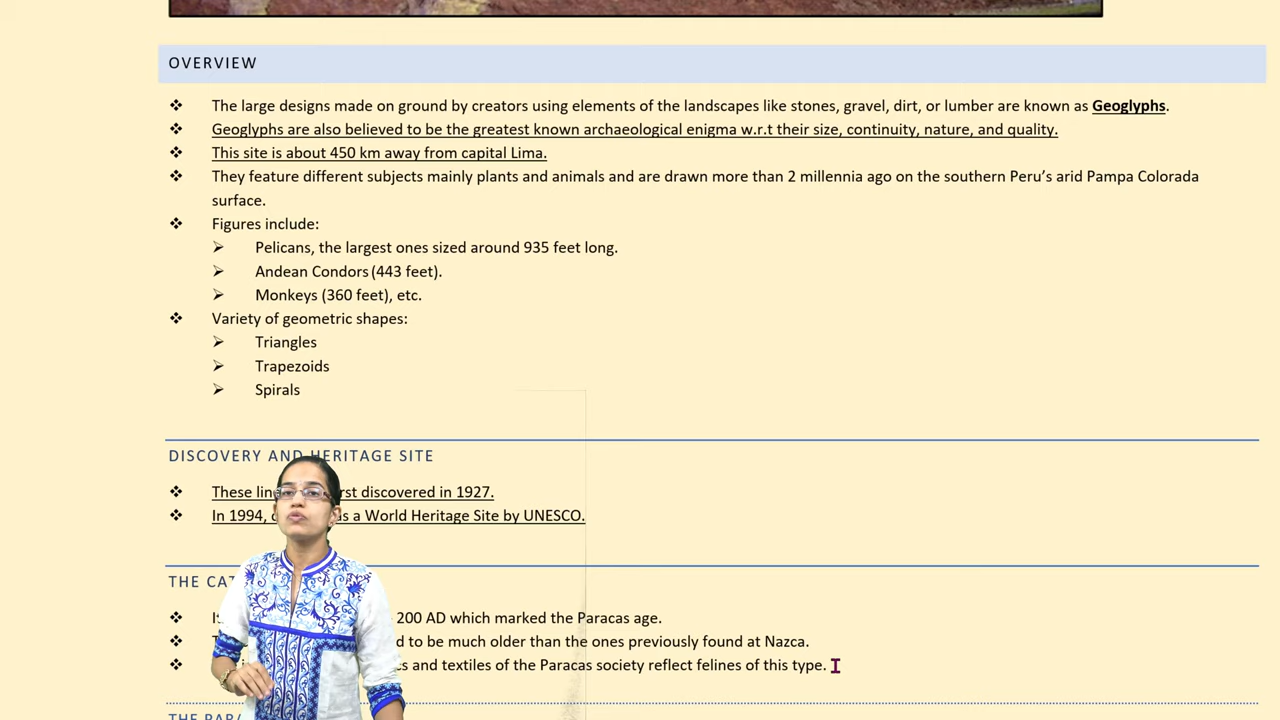 OVERVIEW
❖ The large designs made on ground by creators using elements of the landscapes like stones, gravel, dirt, or lumber are known as Geoglyphs.
❖ Geoglyphs are also believed to be the greatest known archaeological enigma w.r.t their size, continuity, nature, and quality.
❖ This site is about 450 km away from capital Lima.
❖ They feature different subjects mainly plants and animals and are drawn more than 2 millennia ago on the southern Peru's arid Pampa Colorada
surface.
❖ Figures include:
➢ Pelicans, the largest ones sized around 935 feet long.
➢ Andean Condors (443 feet).
➢ Monkeys (360 feet), etc.
❖ Variety of geometric shapes:
➢ Triangles
➢ Trapezoids
➢ Spirals
DISCOVERY AND HERITAGE SITE
❖ These discovered in 1927.
❖ In 1994, as a World Heritage Site by UNESCO.
THE
❖ 200 AD which marked the Paracas age.
❖ to be much older than the ones previously found at Nazca.
❖ and textiles of the Paracas society reflect felines of this type.
THE